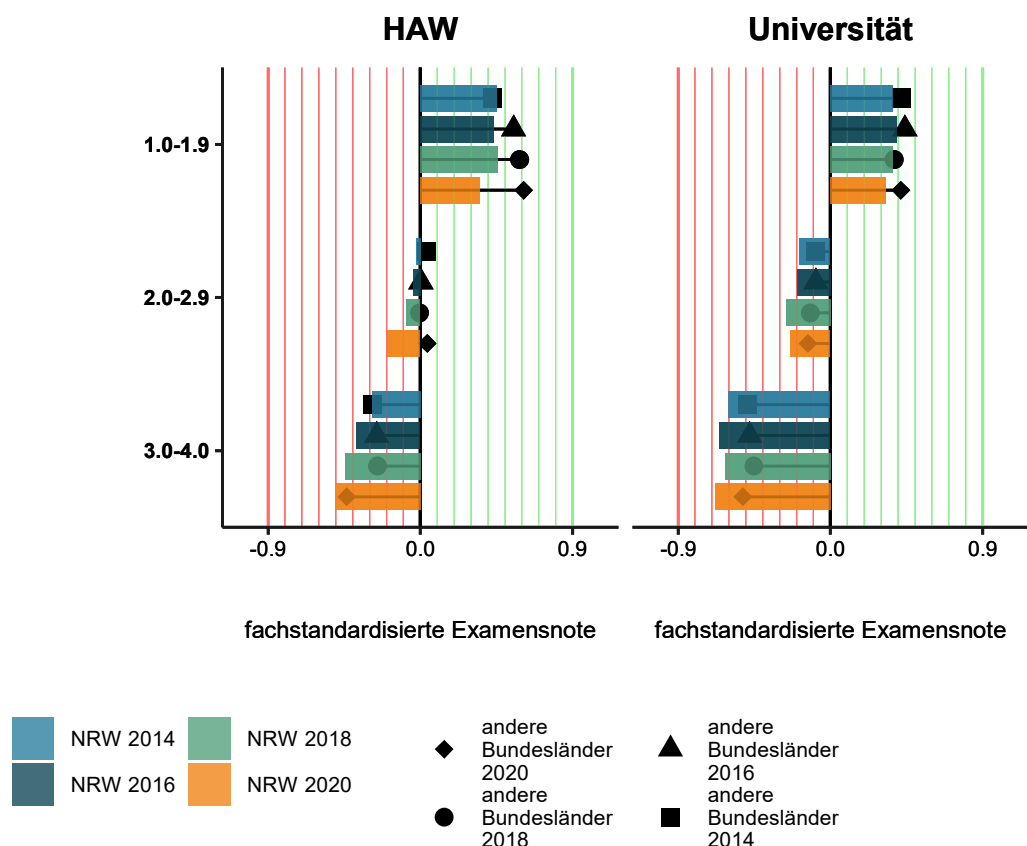 HAW
Universität
1.0-1.9
2.0-2.9
3.0-4.0
-0.9
0.0
0.9
-0.9
0.0
0.9
fachstandardisierte Examensnote
fachstandardisierte Examensnote
NRW 2014
NRW 2018
NRW 2016
NRW 2020
andere
Bundesländer
2020
andere
Bundesländer
2016
andere
Bundesländer
2018
andere
Bundesländer
2014